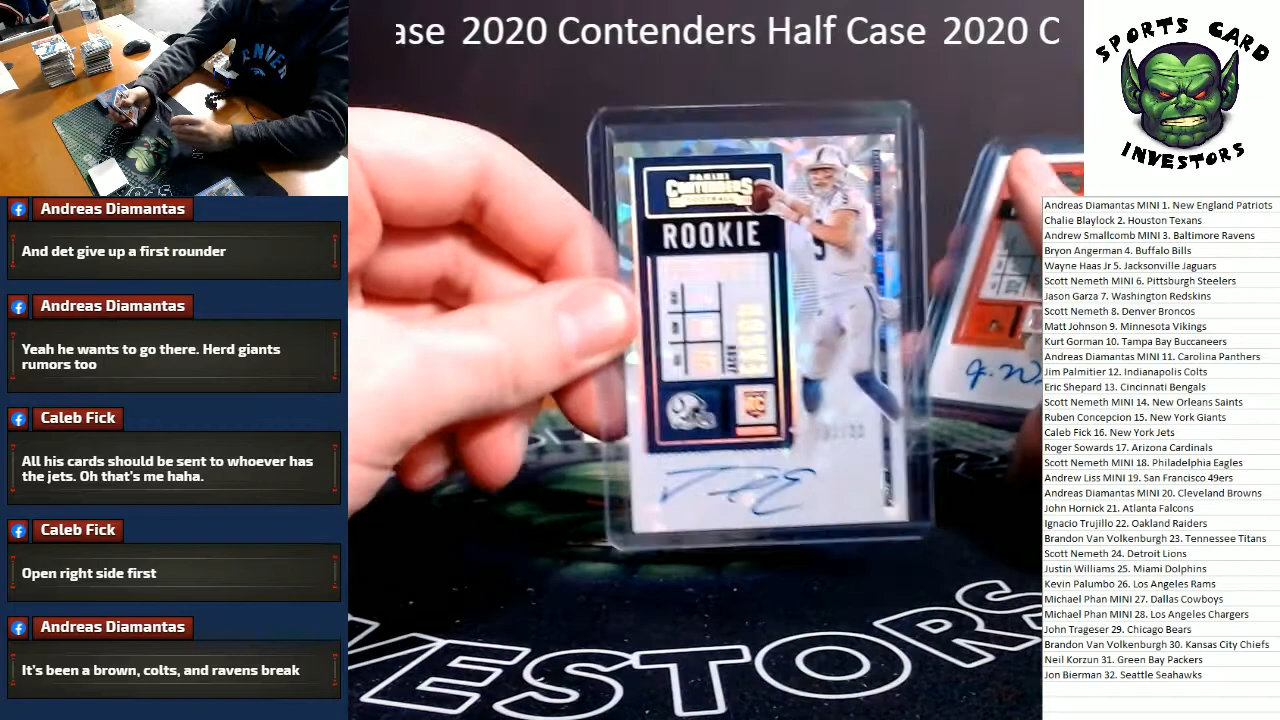 ase 2020 Contenders Half Case 2020 C
SPORTS CARD
INVESTORS
Andreas Diamantas
And det give up a first rounder
Andreas Diamantas
Yeah he wants to go there. Herd giants
rumors too
Caleb Fick
All his cards should be sent to whoever has
the jets. Oh that's me haha.
Caleb Fick
Open right side first
Andreas Diamantas
It's been a brown, colts, and ravens break
DENVER
PANINI
CONTENDERS
FOOTBALL
ROOKIE
9
RC
VESTORS
Andreas Diamantas MINI 1. New England Patriots
Chalie Blaylock 2. Houston Texans
Andrew Smallcomb MINI 3. Baltimore Ravens
Bryon Angerman 4. Buffalo Bills
Wayne Haas Jr 5. Jacksonville Jaguars
Scott Nemeth MINI 6. Pittsburgh Steelers
Jason Garza 7. Washington Redskins
Scott Nemeth 8. Denver Broncos
Matt Johnson 9. Minnesota Vikings
Kurt Gorman 10. Tampa Bay Buccaneers
Andreas Diamantas MINI 11. Carolina Panthers
Jim Palmitier 12. Indianapolis Colts
Eric Shepard 13. Cincinnati Bengals
Scott Nemeth MINI 14. New Orleans Saints
Ruben Concepcion 15. New York Giants
Caleb Fick 16. New York Jets
Roger Sowards 17. Arizona Cardinals
Scott Nemeth MINI 18. Philadelphia Eagles
Andrew Liss MINI 19. San Francisco 49ers
Andreas Diamantas MINI 20. Cleveland Browns
John Hornick 21. Atlanta Falcons
Ignacio Trujillo 22. Oakland Raiders
Brandon Van Volkenburgh 23. Tennessee Titans
Scott Nemeth 24. Detroit Lions
Justin Williams 25. Miami Dolphins
Kevin Palumbo 26. Los Angeles Rams
Michael Phan MINI 27. Dallas Cowboys
Michael Phan MINI 28. Los Angeles Chargers
John Trageser 29. Chicago Bears
Brandon Van Volkenburgh 30. Kansas City Chiefs
Neil Korzun 31. Green Bay Packers
Jon Bierman 32. Seattle Seahawks